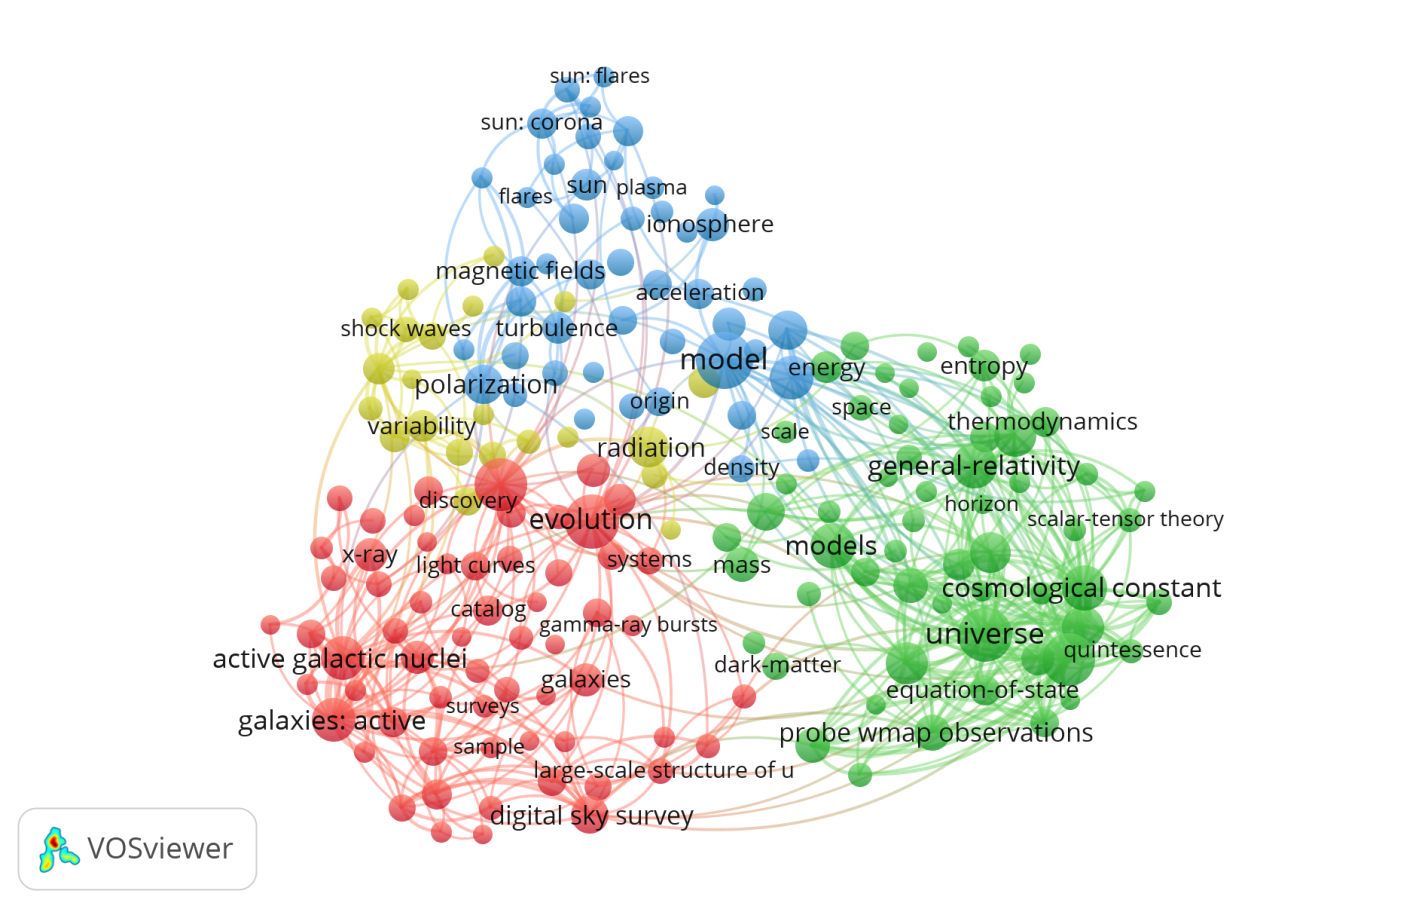 sun: flares
sun: corona
sun
plasma
flares
ionosphere
magnetic fields
acceleration
shock waves
turbulence
model
energy
entropy
polarization
origin
space
variability
scale
thermodynamics
radiation
density
general-relativity
discovery
horizon
evolution
scalar-tensor theory
models
x-ray
light curves
systems
mass
cosmological constant
catalog
gamma-ray bursts
universe
quintessence
active galactic nuclei
dark-matter
galaxies
equation-of-state
surveys
galaxies: active
probe wmap observations
sample
large-scale structure of u
digital sky survey
VOSviewer